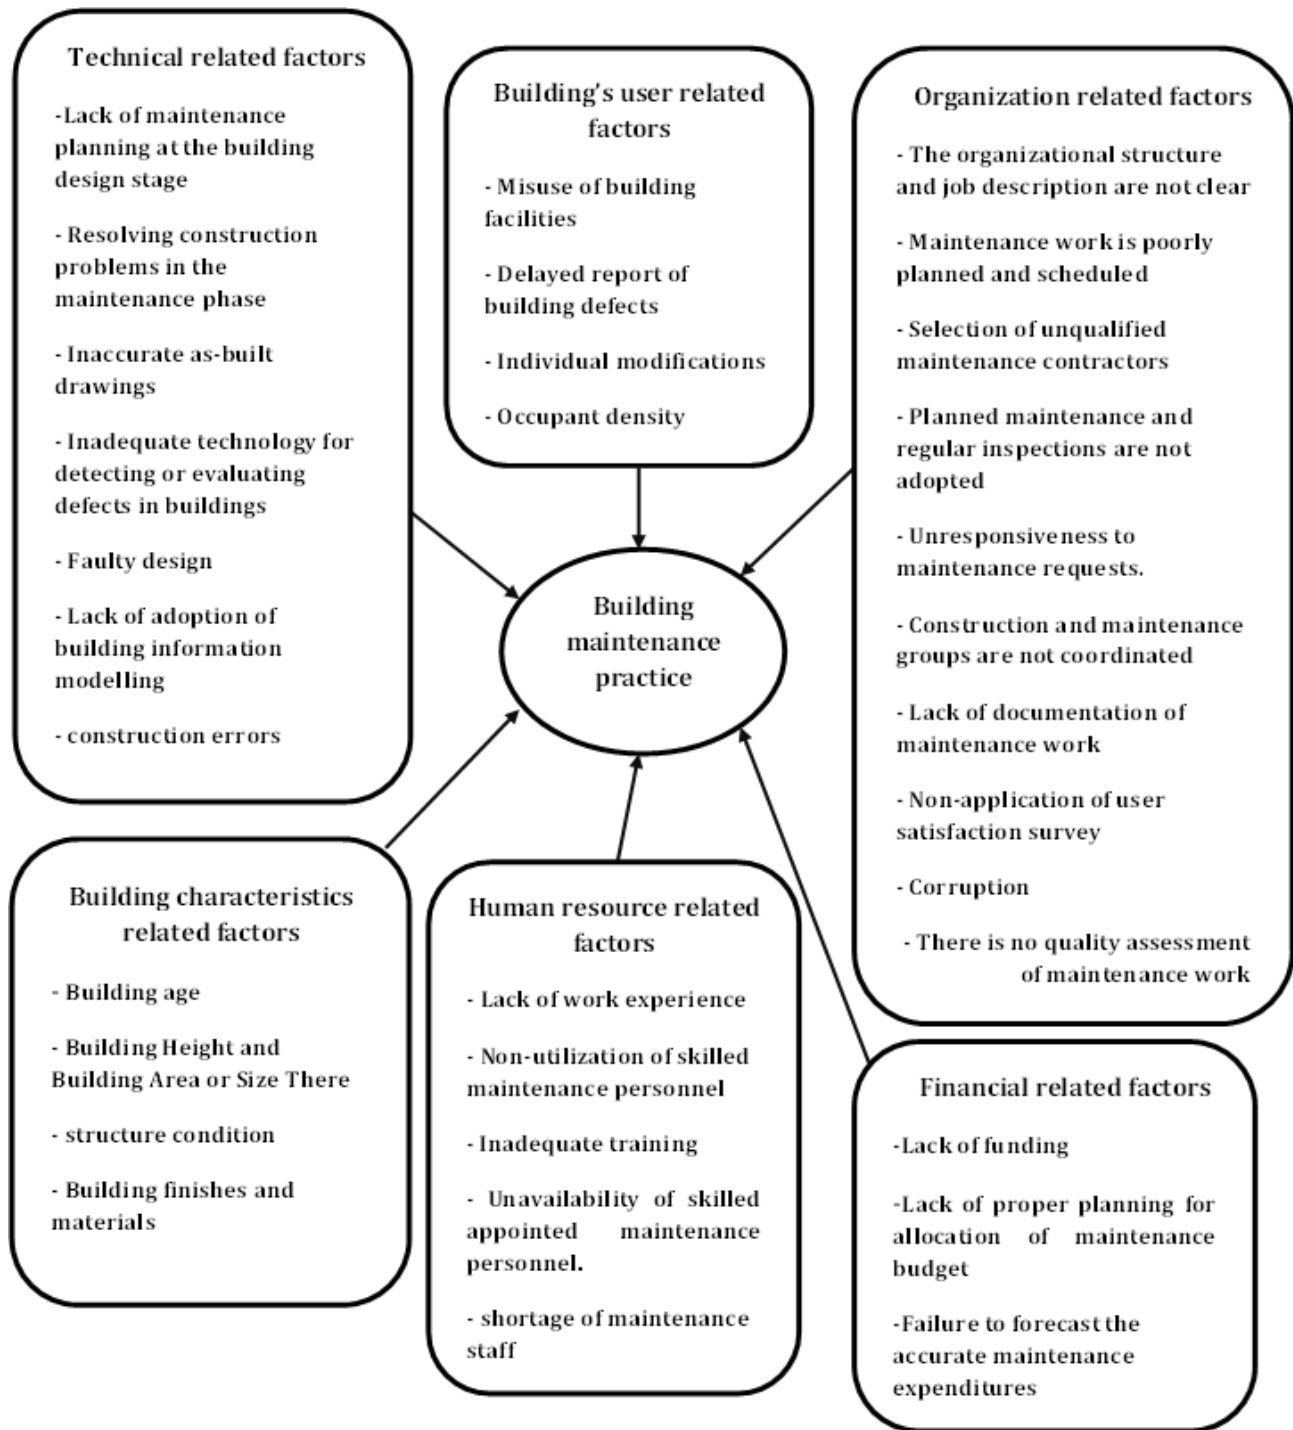 Technical related factors
-Lack of maintenance
planning at the building
design stage
- Resolving construction
problems in the
maintenance phase
- Inaccurate as-built
drawings
- Inadequate technology for
detecting or evaluating
defects in buildings
- Faulty design
- Lack of adoption of
building information
modelling
- construction errors
Building's user related
factors
- Misuse of building
facilities
- Delayed report of
building defects
- Individual modifications
- Occupant density
Organization related factors
- The organizational structure
and job description are not clear
- Maintenance work is poorly
planned and scheduled
- Selection of unqualified
maintenance contractors
- Planned maintenance and
regular inspections are not
adopted
- Unresponsiveness to
maintenance requests.
- Construction and maintenance
groups are not coordinated
- Lack of documentation of
maintenance work
- Non-application of user
satisfaction survey
- Corruption
- There is no quality assessment
of maintenance work
Building
maintenance
practice
Building characteristics
related factors
- Building age
- Building Height and
Building Area or Size There
- structure condition
- Building finishes and
materials
Human resource related
factors
- Lack of work experience
- Non-utilization of skilled
maintenance personnel
- Inadequate training
- Unavailability of skilled
appointed maintenance
personnel.
- shortage of maintenance
staff
Financial related factors
-Lack of funding
-Lack of proper planning for
allocation of maintenance
budget
-Failure to forecast the
accurate maintenance
expenditures